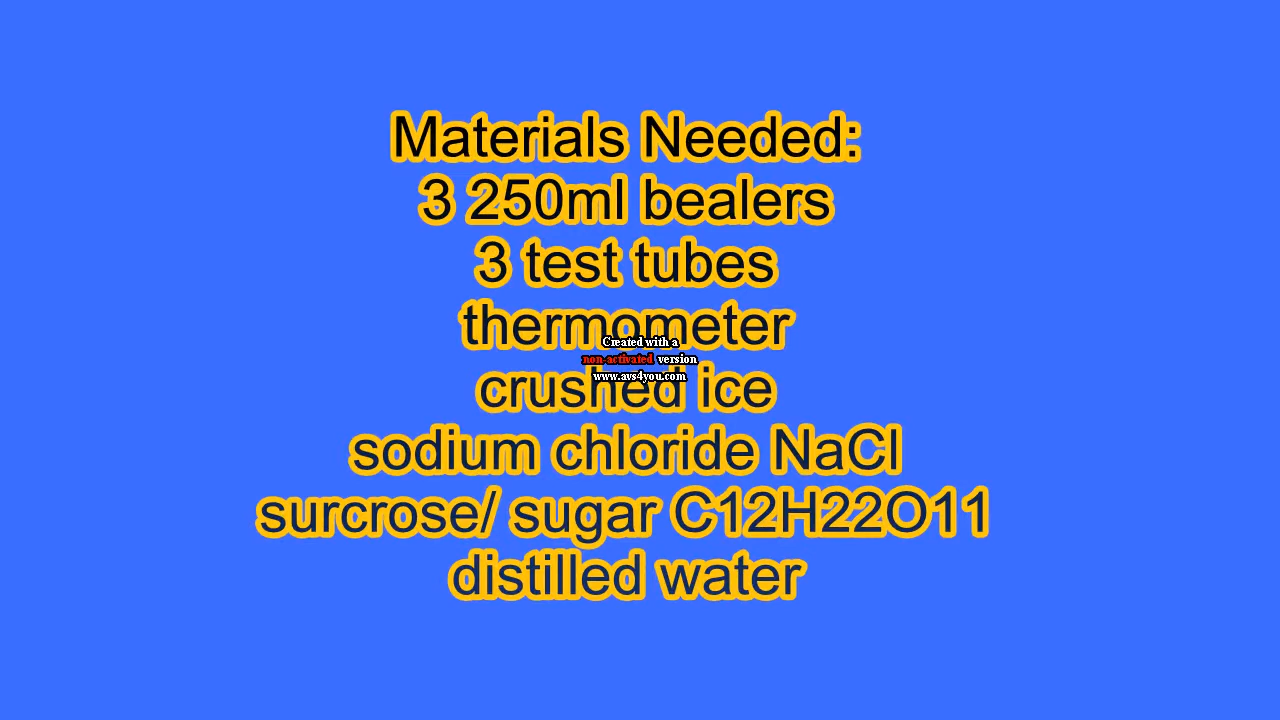 Materials Needed:
3 250ml bealers
3 test tubes
thermometer
Created with a
non-activated version
www.avs4you.com
crushed ice
sodium chloride NaCl
surcrose/ sugar C12H22O11
distilled water